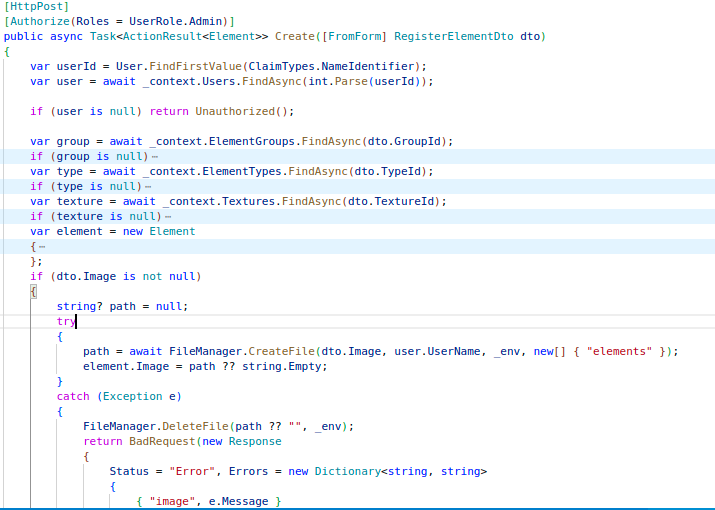 [HttpPost]
[Authorize(Roles = UserRole.Admin)]
public async Task<ActionResult<Element>> Create([FromForm] RegisterElementDto dto)
{
var userId = User.FindFirstValue(ClaimTypes.NameIdentifier);
var user = await _context.Users.FindAsync(int.Parse(userId));
if (user is null) return Unauthorized();
var group = await _context.ElementGroups.FindAsync(dto.GroupId);
if (group is null)⋯
var type = await _context.ElementTypes.FindAsync(dto.TypeId);
if (type is null)⋯
var texture = await _context.Textures.FindAsync(dto.TextureId);
if (texture is null)⋯
var element = new Element
{⋯
};
if (dto.Image is not null)
{
string? path = null;
try
{
path = await FileManager.CreateFile(dto.Image, user.UserName, _env, new[] { "elements" });
element.Image = path ?? string.Empty;
}
catch (Exception e)
{
FileManager.DeleteFile(path ?? "", _env);
return BadRequest(new Response
{
Status = "Error", Errors = new Dictionary<string, string>
{
{ "image", e.Message }